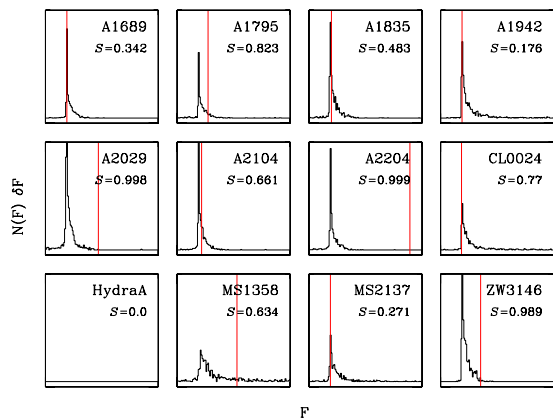 A1689
S=0.342
A1795
S=0.823
A1835
S=0.483
A1942
S=0.176
N(F) δF
A2029
S=0.998
A2104
S=0.661
A2204
S=0.999
CL0024
S=0.77
HydraA
S=0.0
MS1358
S=0.634
MS2137
S=0.271
ZW3146
S=0.989
F